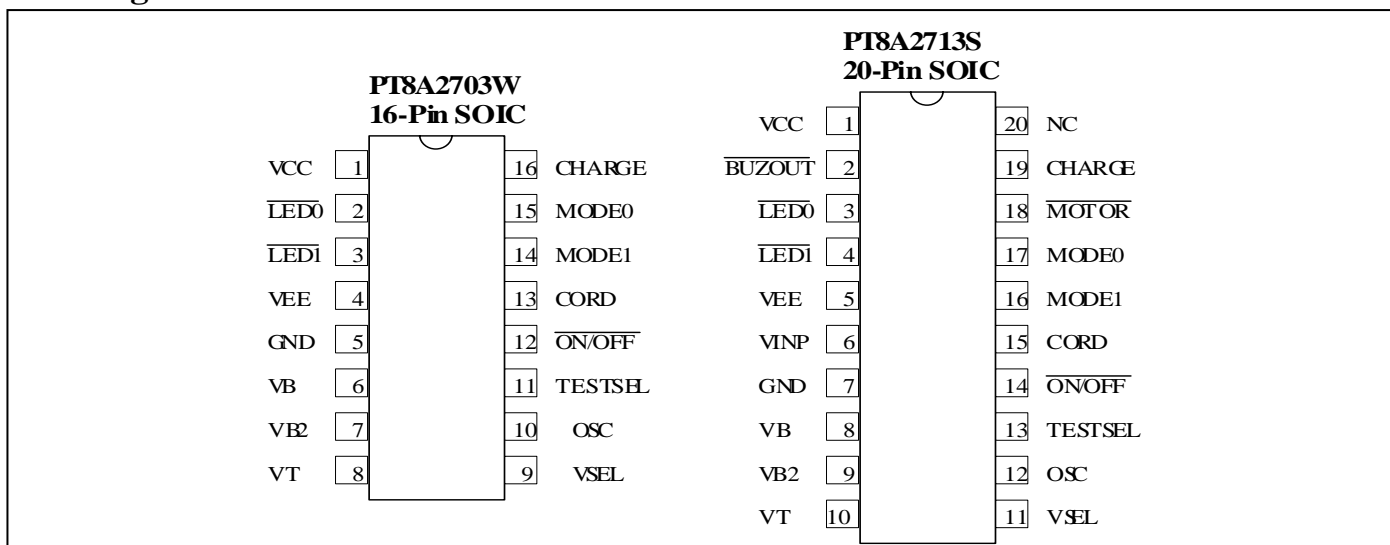 PT8A2703W
16-Pin SOIC
VCC 1 16 CHARGE
LED0 2 15 MODE0
LED1 3 14 MODE1
VEE 4 13 CORD
GND 5 12 ON/OFF
VB 6 11 TESTSEL
VB2 7 10 OSC
VT 8 9 VSEL
PT8A2713S
20-Pin SOIC
VCC 1 20 NC
BUZOUT 2 19 CHARGE
LED0 3 18 MOTOR
LED1 4 17 MODE0
VEE 5 16 MODE1
VINP 6 15 CORD
GND 7 14 ON/OFF
VB 8 13 TESTSEL
VB2 9 12 OSC
VT 10 11 VSEL